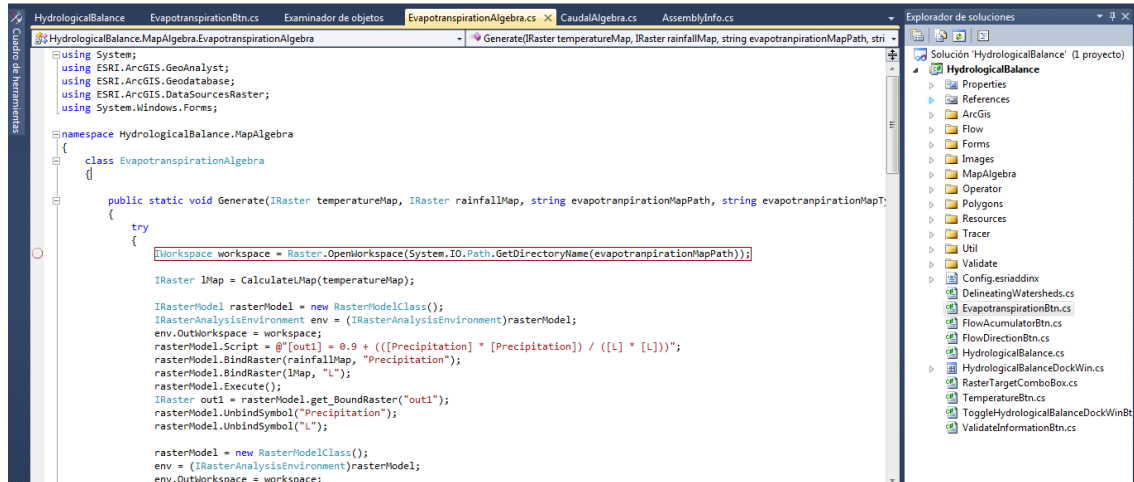 HydrologicalBalance EvapotranspirationBtn.cs Examinador de objetos EvapotranspirationAlgebra.cs CaudalAlgebra.cs AssemblyInfo.cs
HydrologicalBalance.MapAlgebra.EvapotranspirationAlgebra Generate(IRaster temperatureMap, IRaster rainfallMap, string evapotranpirationMapPath, stri
Cuadro de herramientas
using System;
using ESRI.ArcGIS.GeoAnalyst;
using ESRI.ArcGIS.Geodatabase;
using ESRI.ArcGIS.DataSourcesRaster;
using System.Windows.Forms;
namespace HydrologicalBalance.MapAlgebra
{
class EvapotranspirationAlgebra
{
public static void Generate(IRaster temperatureMap, IRaster rainfallMap, string evapotranpirationMapPath, string evapotranpirationMapTy
{
try
{
IWorkspace workspace = Raster.OpenWorkspace(System.IO.Path.GetDirectoryName(evapotranpirationMapPath));
IRaster lMap = CalculateLMap(temperatureMap);
IRasterModel rasterModel = new RasterModelClass();
IRasterAnalysisEnvironment env = (IRasterAnalysisEnvironment)rasterModel;
env.OutWorkspace = workspace;
rasterModel.Script = @"[out1] = 0.9 + (([Precipitation] * [Precipitation]) / ([L] * [L]))";
rasterModel.BindRaster(rainfallMap, "Precipitation");
rasterModel.BindRaster(lMap, "L");
rasterModel.Execute();
IRaster out1 = rasterModel.get_BoundRaster("out1");
rasterModel.UnbindSymbol("Precipitation");
rasterModel.UnbindSymbol("L");
rasterModel = new RasterModelClass();
env = (IRasterAnalysisEnvironment)rasterModel;
env.OutWorkspace = workspace;
Explorador de soluciones
Solución 'HydrologicalBalance' (1 proyecto)
HydrologicalBalance
Properties
References
ArcGis
Flow
Forms
Images
MapAlgebra
Operator
Polygons
Resources
Tracer
Util
Validate
Config.esriaddinx
DelineatingWatersheds.cs
EvapotranspirationBtn.cs
FlowAcumulatorBtn.cs
FlowDirectionBtn.cs
HydrologicalBalance.cs
HydrologicalBalanceDockWin.cs
RasterTargetComboBox.cs
TemperatureBtn.cs
ToggleHydrologicalBalanceDockWinBt
ValidateInformationBtn.cs